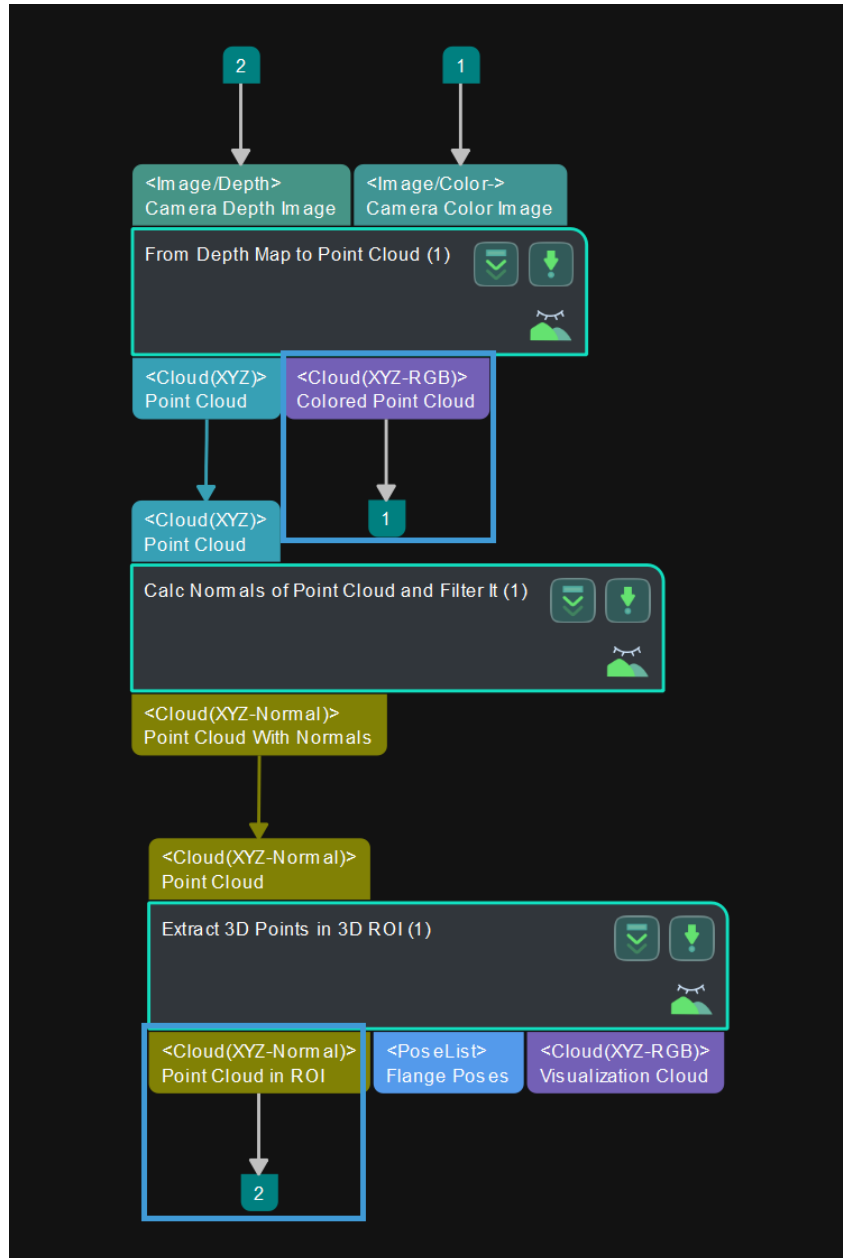 2
1
<Image/Depth>
Camera Depth Image
<Image/Color->
Camera Color Image
From Depth Map to Point Cloud (1)
<Cloud(XYZ)>
Point Cloud
<Cloud(XYZ-RGB)>
Colored Point Cloud
1
<Cloud(XYZ)>
Point Cloud
Calc Normals of Point Cloud and Filter It (1)
<Cloud(XYZ-Normal)>
Point Cloud With Normals
<Cloud(XYZ-Normal)>
Point Cloud
Extract 3D Points in 3D ROI (1)
<Cloud(XYZ-Normal)>
Point Cloud in ROI
<PoseList>
Flange Poses
<Cloud(XYZ-RGB)>
Visualization Cloud
2